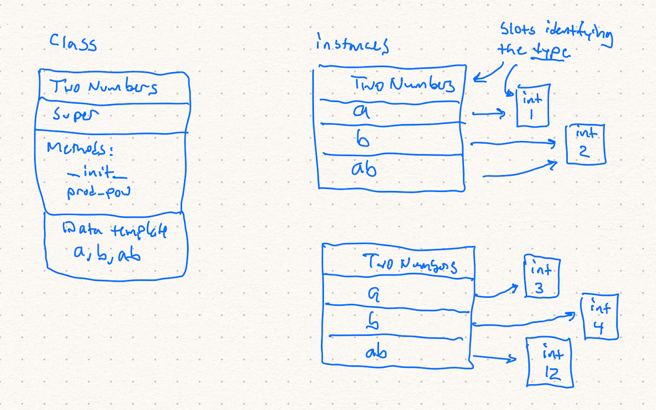 Class
Two Numbers
Super
Methods:
_init_
prod_pow
Data template
a, b, ab
instances
Slots identifying
the type
Two Numbers
a
b
ab
int
1
int
2
Two Numbers
a
b
ab
int
3
int
4
int
12